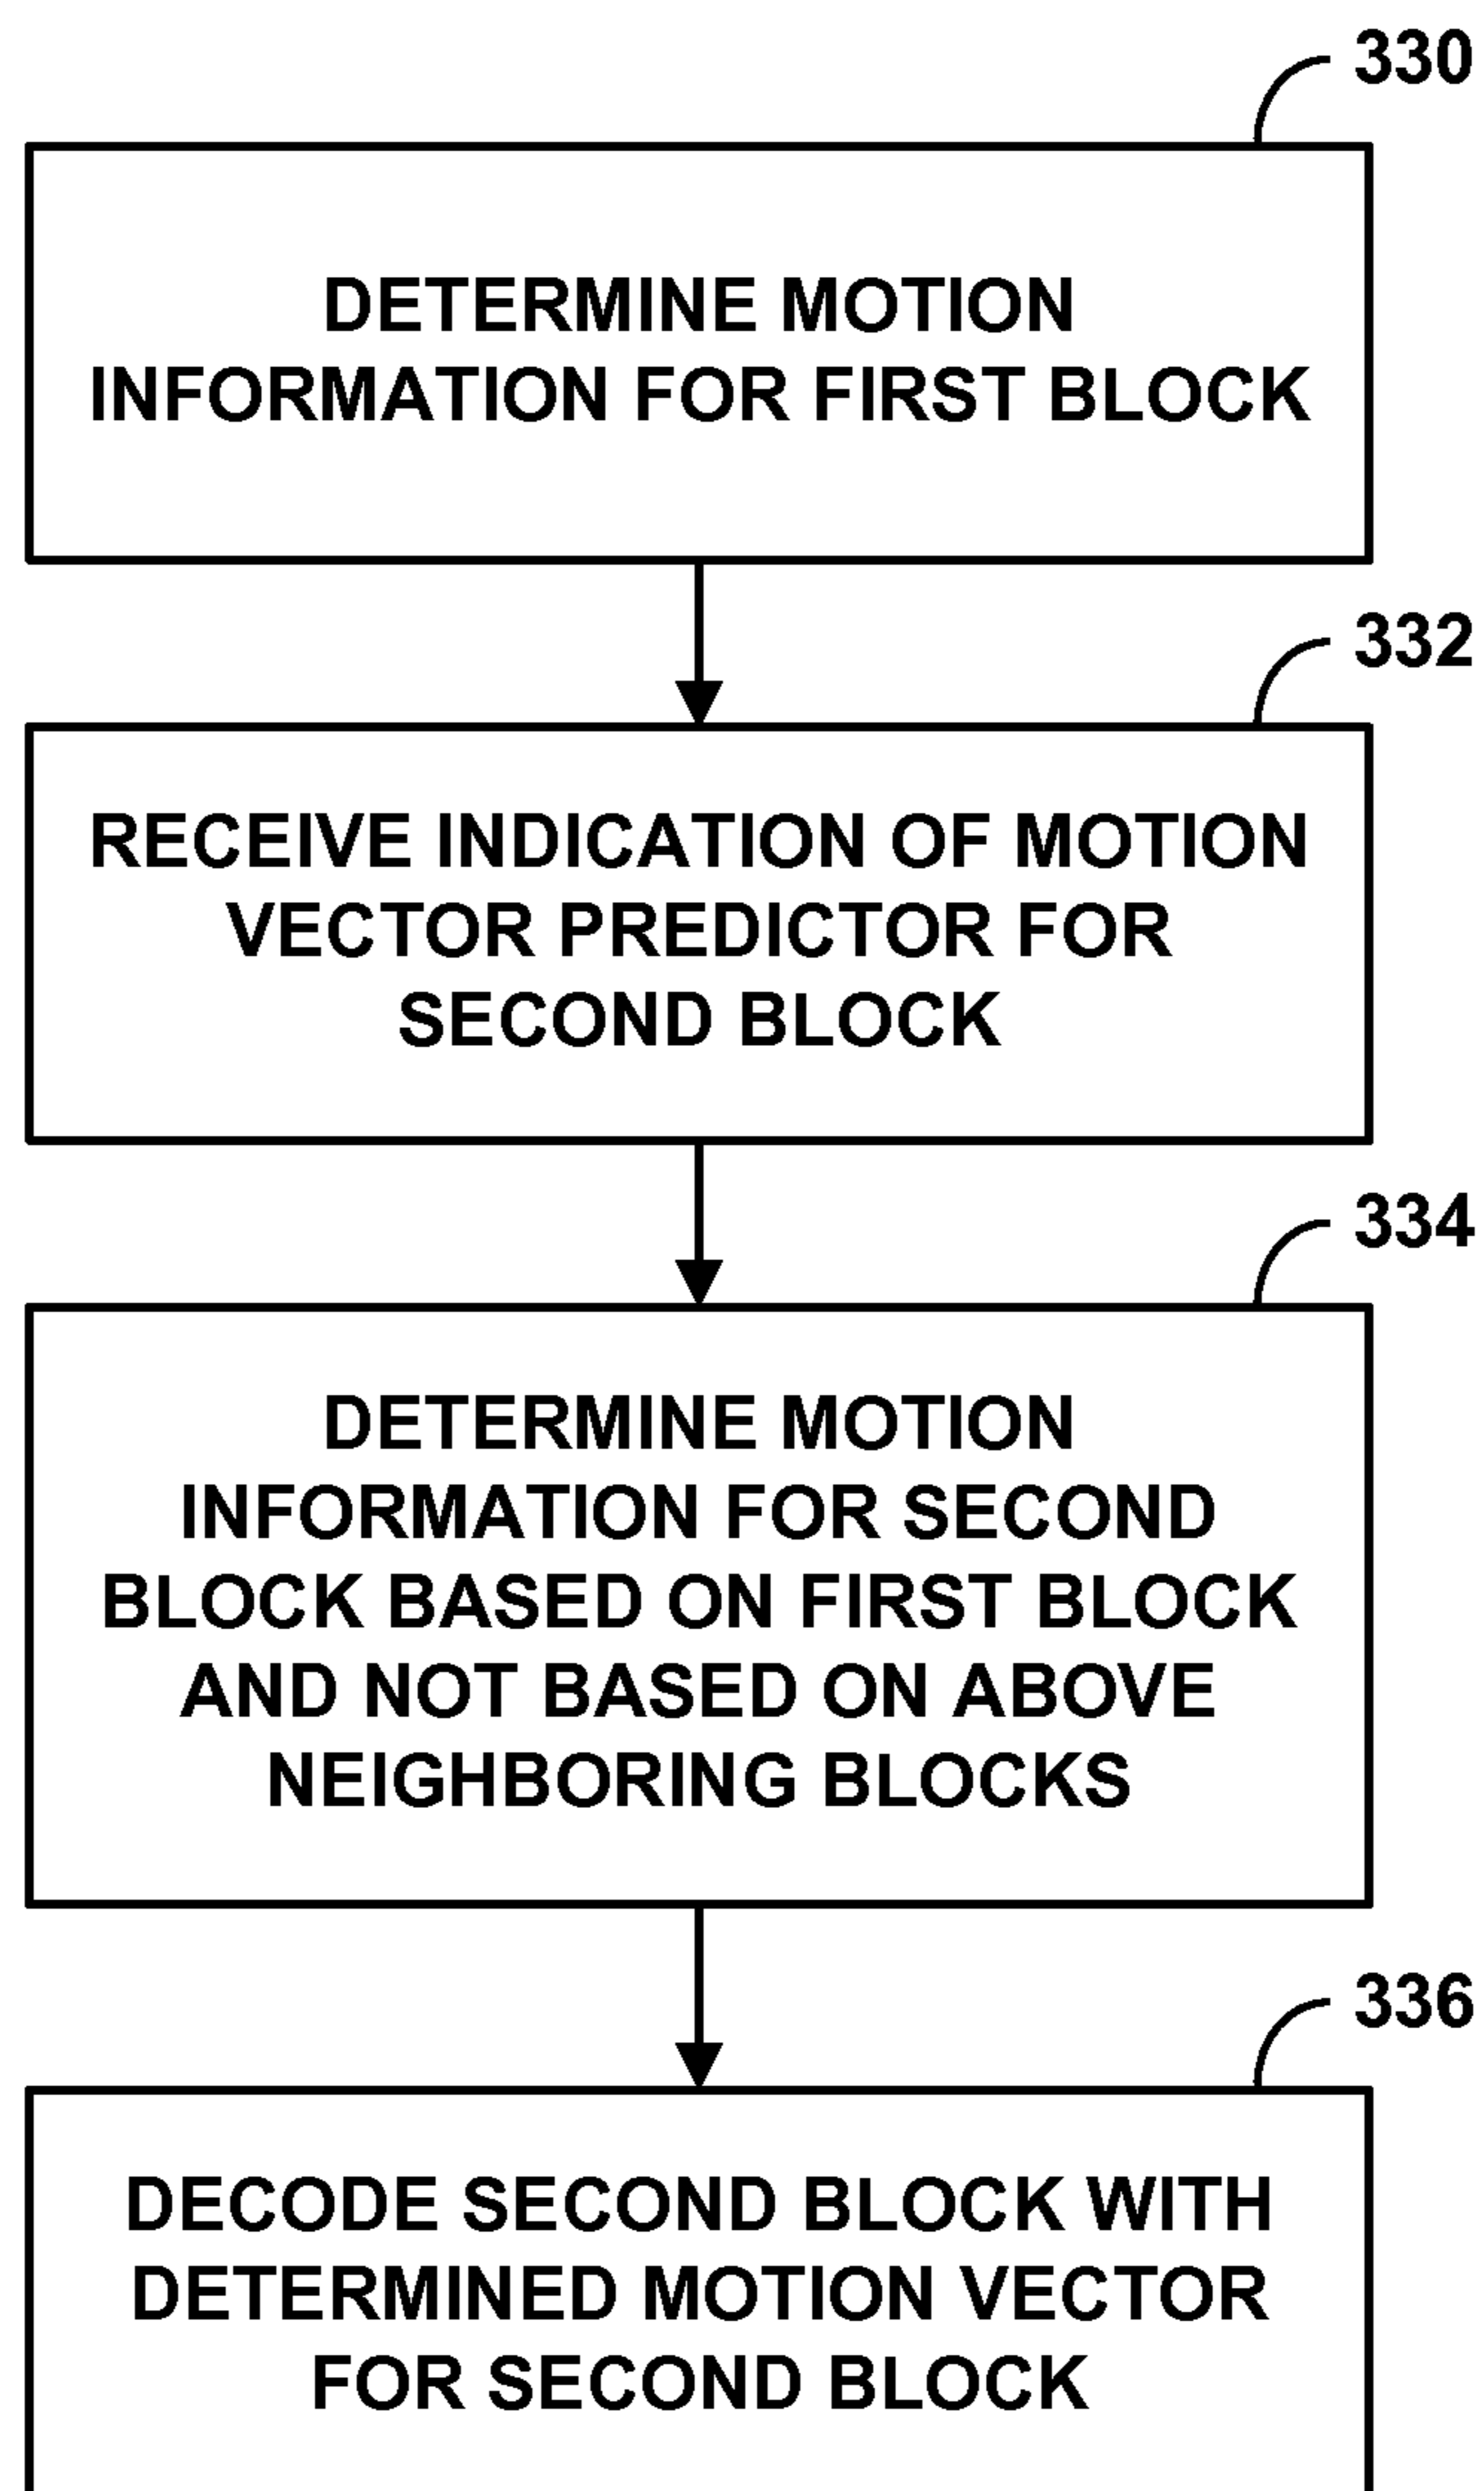 330
DETERMINE MOTION
INFORMATION FOR FIRST BLOCK
332
RECEIVE INDICATION OF MOTION
VECTOR PREDICTOR FOR
SECOND BLOCK
334
DETERMINE MOTION
INFORMATION FOR SECOND
BLOCK BASED ON FIRST BLOCK
AND NOT BASED ON ABOVE
NEIGHBORING BLOCKS
336
DECODE SECOND BLOCK WITH
DETERMINED MOTION VECTOR
FOR SECOND BLOCK